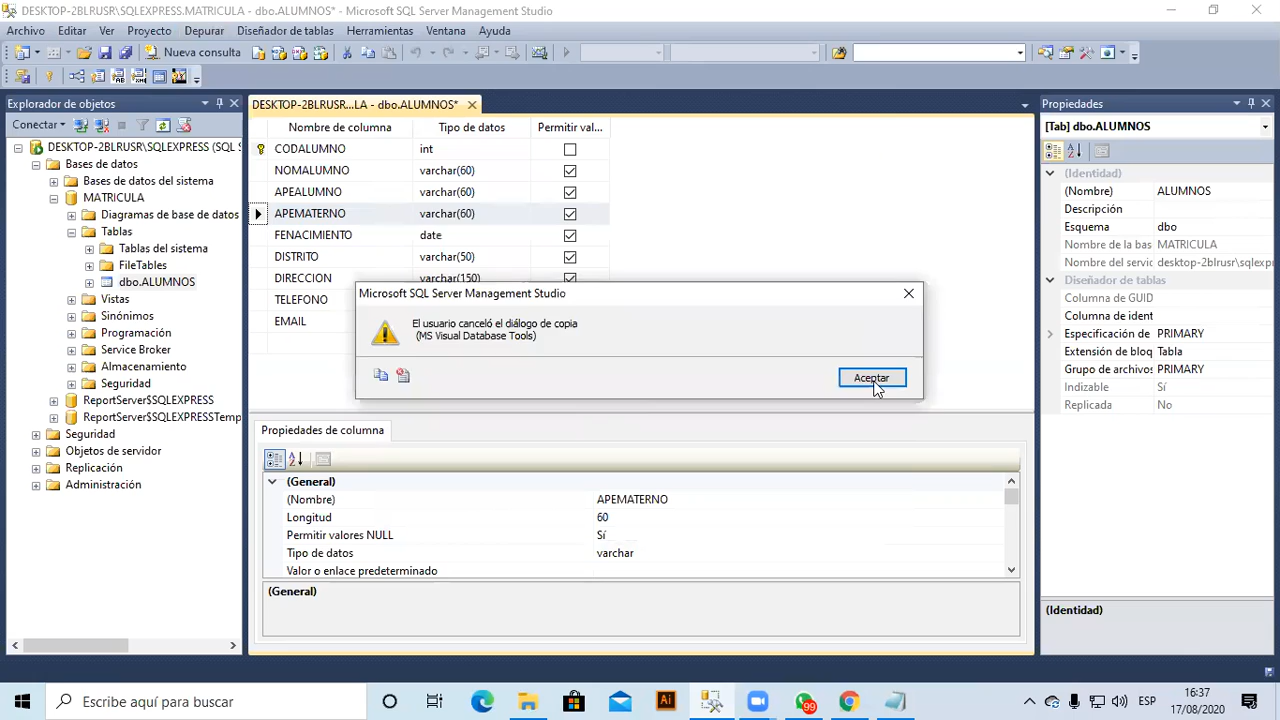 DESKTOP-2BLRUSR\SQLEXPRESS.MATRICULA - dbo.ALUMNOS* - Microsoft SQL Server Management Studio
Archivo Editar Ver Proyecto Depurar Diseñador de tablas Herramientas Ventana Ayuda
Nueva consulta
Explorador de objetos
Conectar
DESKTOP-2BLRUSR\SQLEXPRESS (SQL S
Bases de datos
Bases de datos del sistema
MATRICULA
Diagramas de base de datos
Tablas
Tablas del sistema
FileTables
dbo.ALUMNOS
Vistas
Sinónimos
Programación
Service Broker
Almacenamiento
Seguridad
ReportServer$SQLEXPRESS
ReportServer$SQLEXPRESSTemp
Seguridad
Objetos de servidor
Replicación
Administración
DESKTOP-2BLRUSR...LA - dbo.ALUMNOS*
Nombre de columna Tipo de datos Permitir val...
CODALUMNO int
NOMALUMNO varchar(60)
APEALUMNO varchar(60)
APEMATERNO varchar(60)
FENACIMIENTO date
DISTRITO varchar(50)
DIRECCION varchar(150)
TELEFONO
EMAIL
Microsoft SQL Server Management Studio
El usuario canceló el diálogo de copia
(MS Visual Database Tools)
Aceptar
Propiedades de columna
(General)
(Nombre) APEMATERNO
Longitud 60
Permitir valores NULL Sí
Tipo de datos varchar
Valor o enlace predeterminado
(General)
Propiedades
[Tab] dbo.ALUMNOS
(Identidad)
(Nombre) ALUMNOS
Descripción
Esquema dbo
Nombre de la bas MATRICULA
Nombre del servic desktop-2blrusr\sqlexpre
Diseñador de tablas
Columna de GUID
Columna de ident
Especificación de PRIMARY
Extensión de bloq Tabla
Grupo de archivos PRIMARY
Indizable Sí
Replicada No
(Identidad)
Escribe aquí para buscar
Ai
99
ESP
16:37
17/08/2020